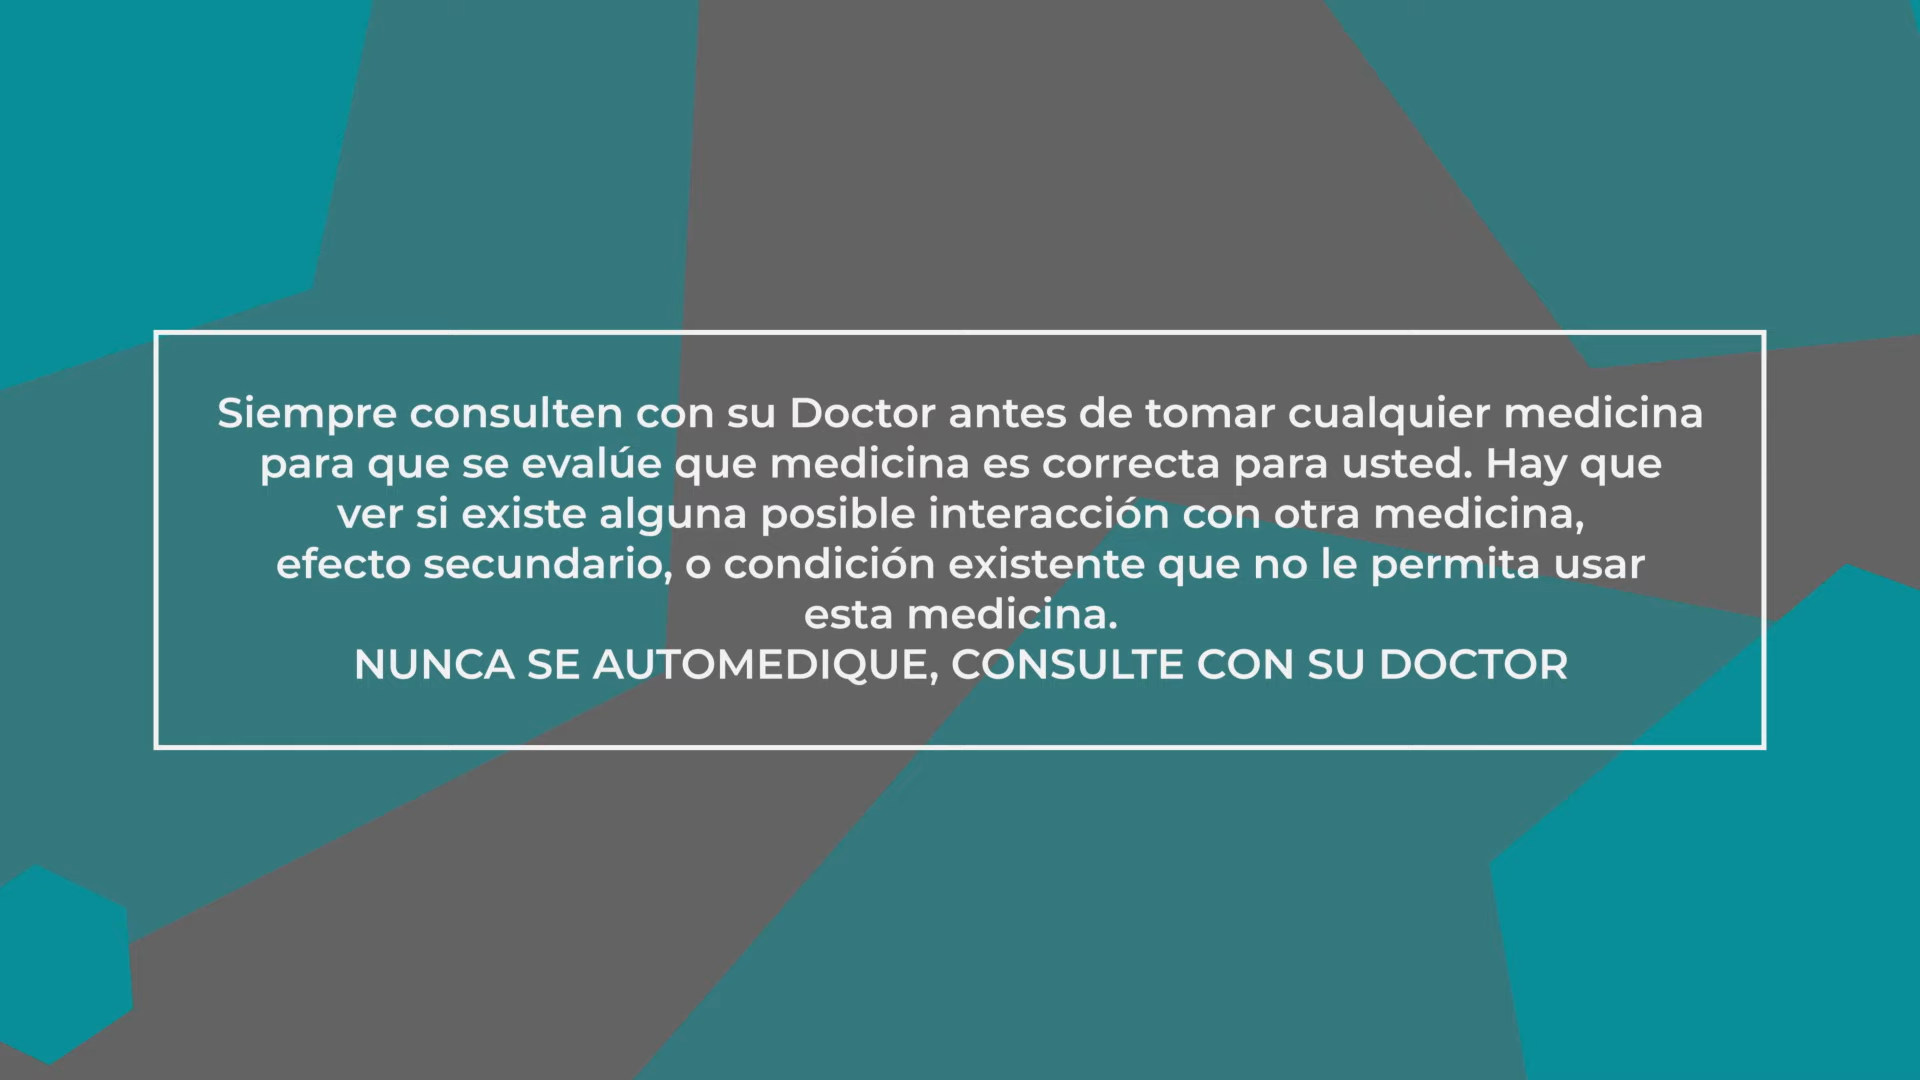 Siempre consulten con su Doctor antes de tomar cualquier medicina
para que se evalúe que medicina es correcta para usted. Hay que
ver si existe alguna posible interacción con otra medicina,
efecto secundario, o condición existente que no le permita usar
esta medicina.
NUNCA SE AUTOMEDIQUE, CONSULTE CON SU DOCTOR